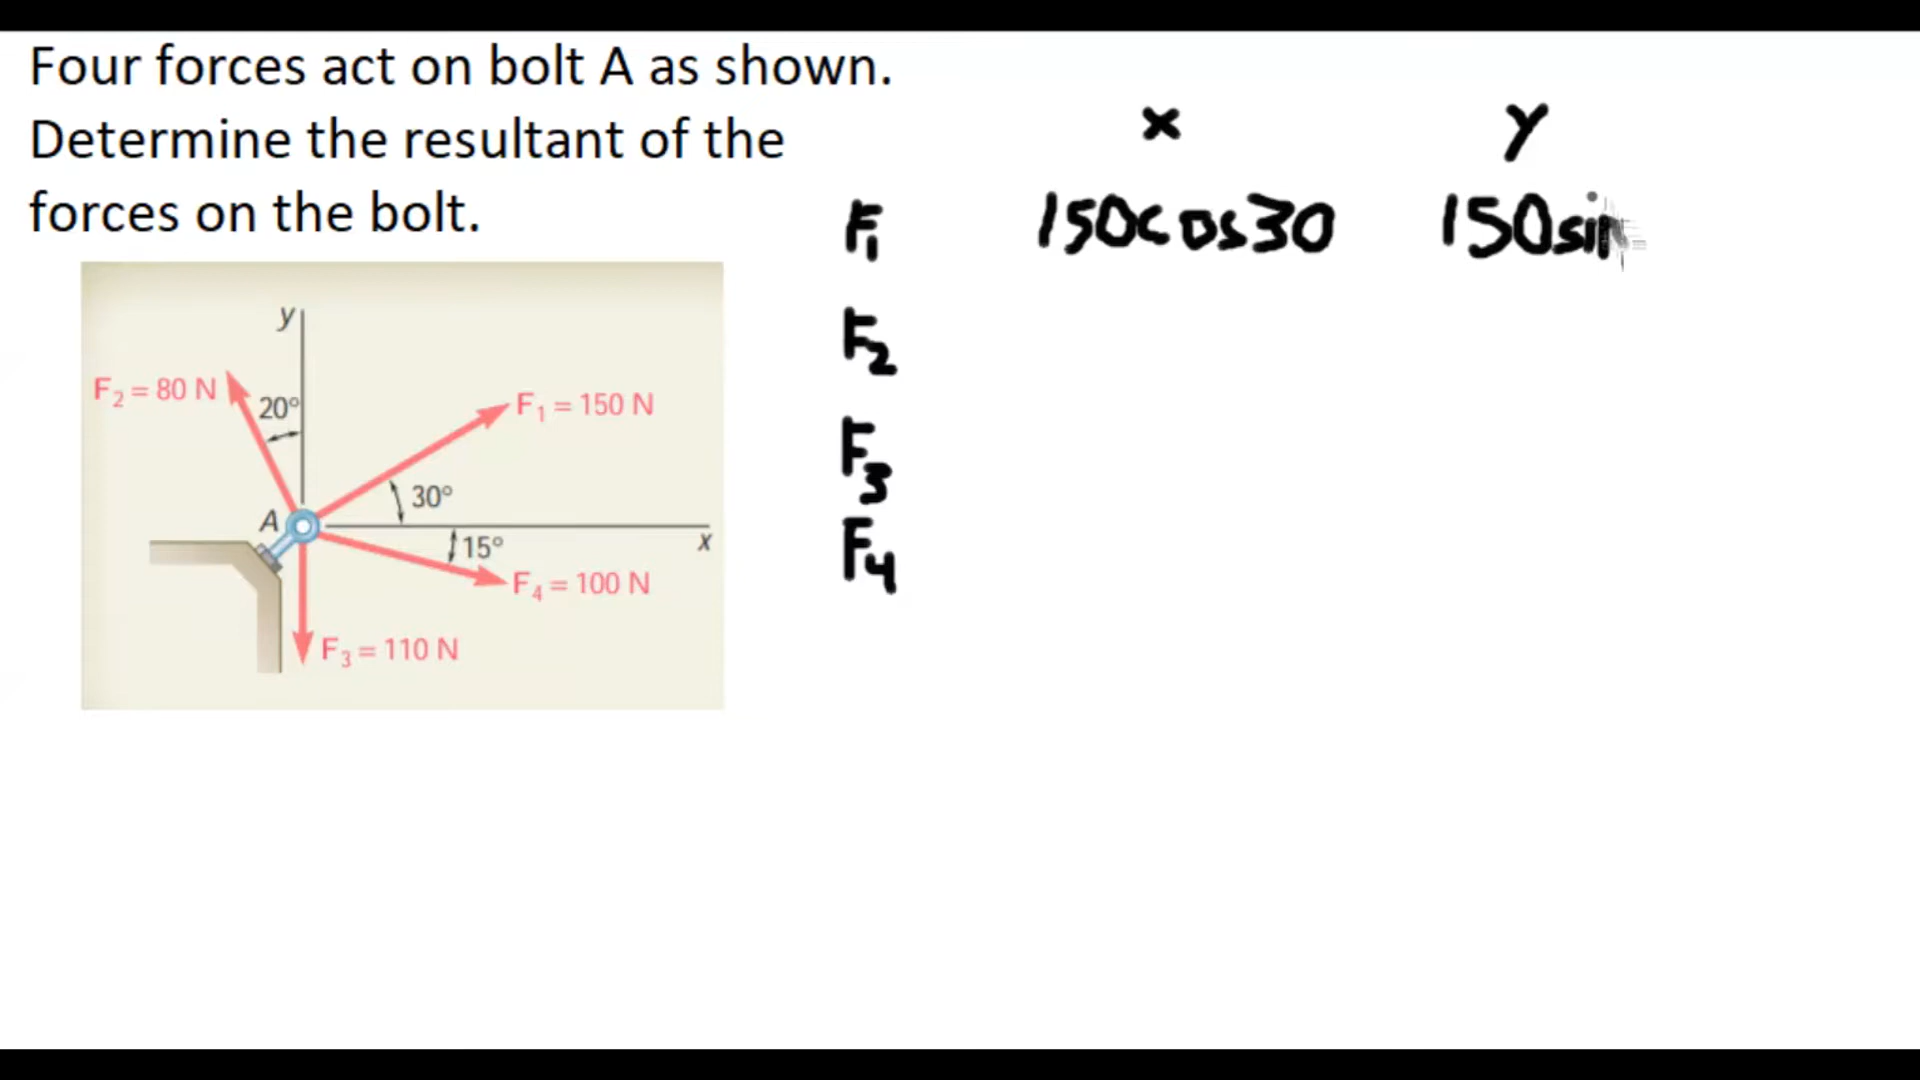 Four forces act on bolt A as shown.
Determine the resultant of the
forces on the bolt.
x y
F₁ 150cos30 150sin
F₂
F₃
F₄
y
F₂ = 80 N
20°
F₁ = 150 N
30°
A
x
15°
F₄ = 100 N
F₃ = 110 N